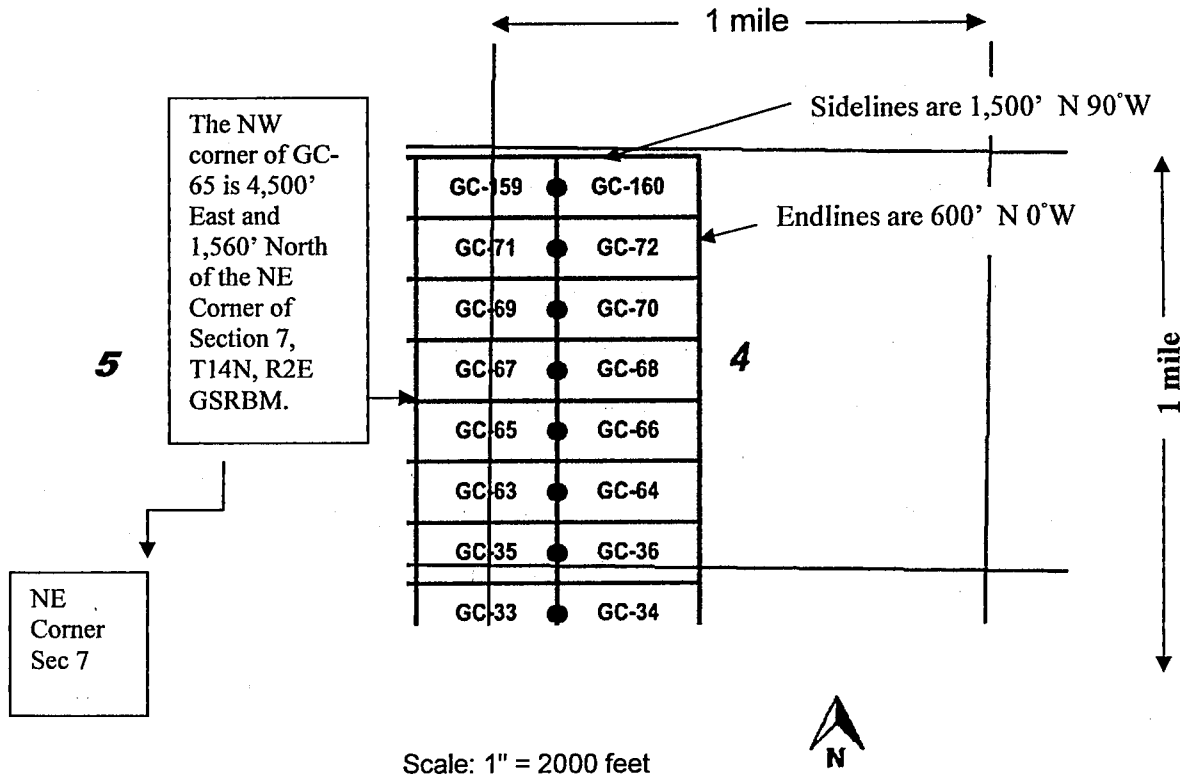 1 mile
Sidelines are 1,500' N 90°W
The NW
corner of GC-
65 is 4,500'
East and
1,560' North
of the NE
Corner of
Section 7,
T14N, R2E
GSRBM.
GC-159 GC-160
Endlines are 600' N 0°W
GC-71 GC-72
GC-69 GC-70
5
GC-67 GC-68
4
1 mile
GC-65 GC-66
GC-63 GC-64
GC-35 GC-36
GC-33 GC-34
NE
Corner
Sec 7
N
Scale: 1" = 2000 feet